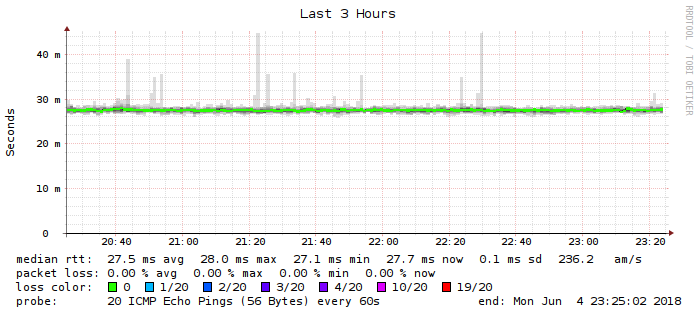 Last 3 Hours
RRDTOOL / TOBI OETIKER
Seconds
40 m
30 m
20 m
10 m
0
20:40 21:00 21:20 21:40 22:00 22:20 22:40 23:00 23:20
median rtt: 27.5 ms avg 28.0 ms max 27.1 ms min 27.7 ms now 0.1 ms sd 236.2 am/s
packet loss: 0.00 % avg 0.00 % max 0.00 % min 0.00 % now
loss color: 0 1/20 2/20 3/20 4/20 10/20 19/20
probe: 20 ICMP Echo Pings (56 Bytes) every 60s end: Mon Jun 4 23:25:02 2018